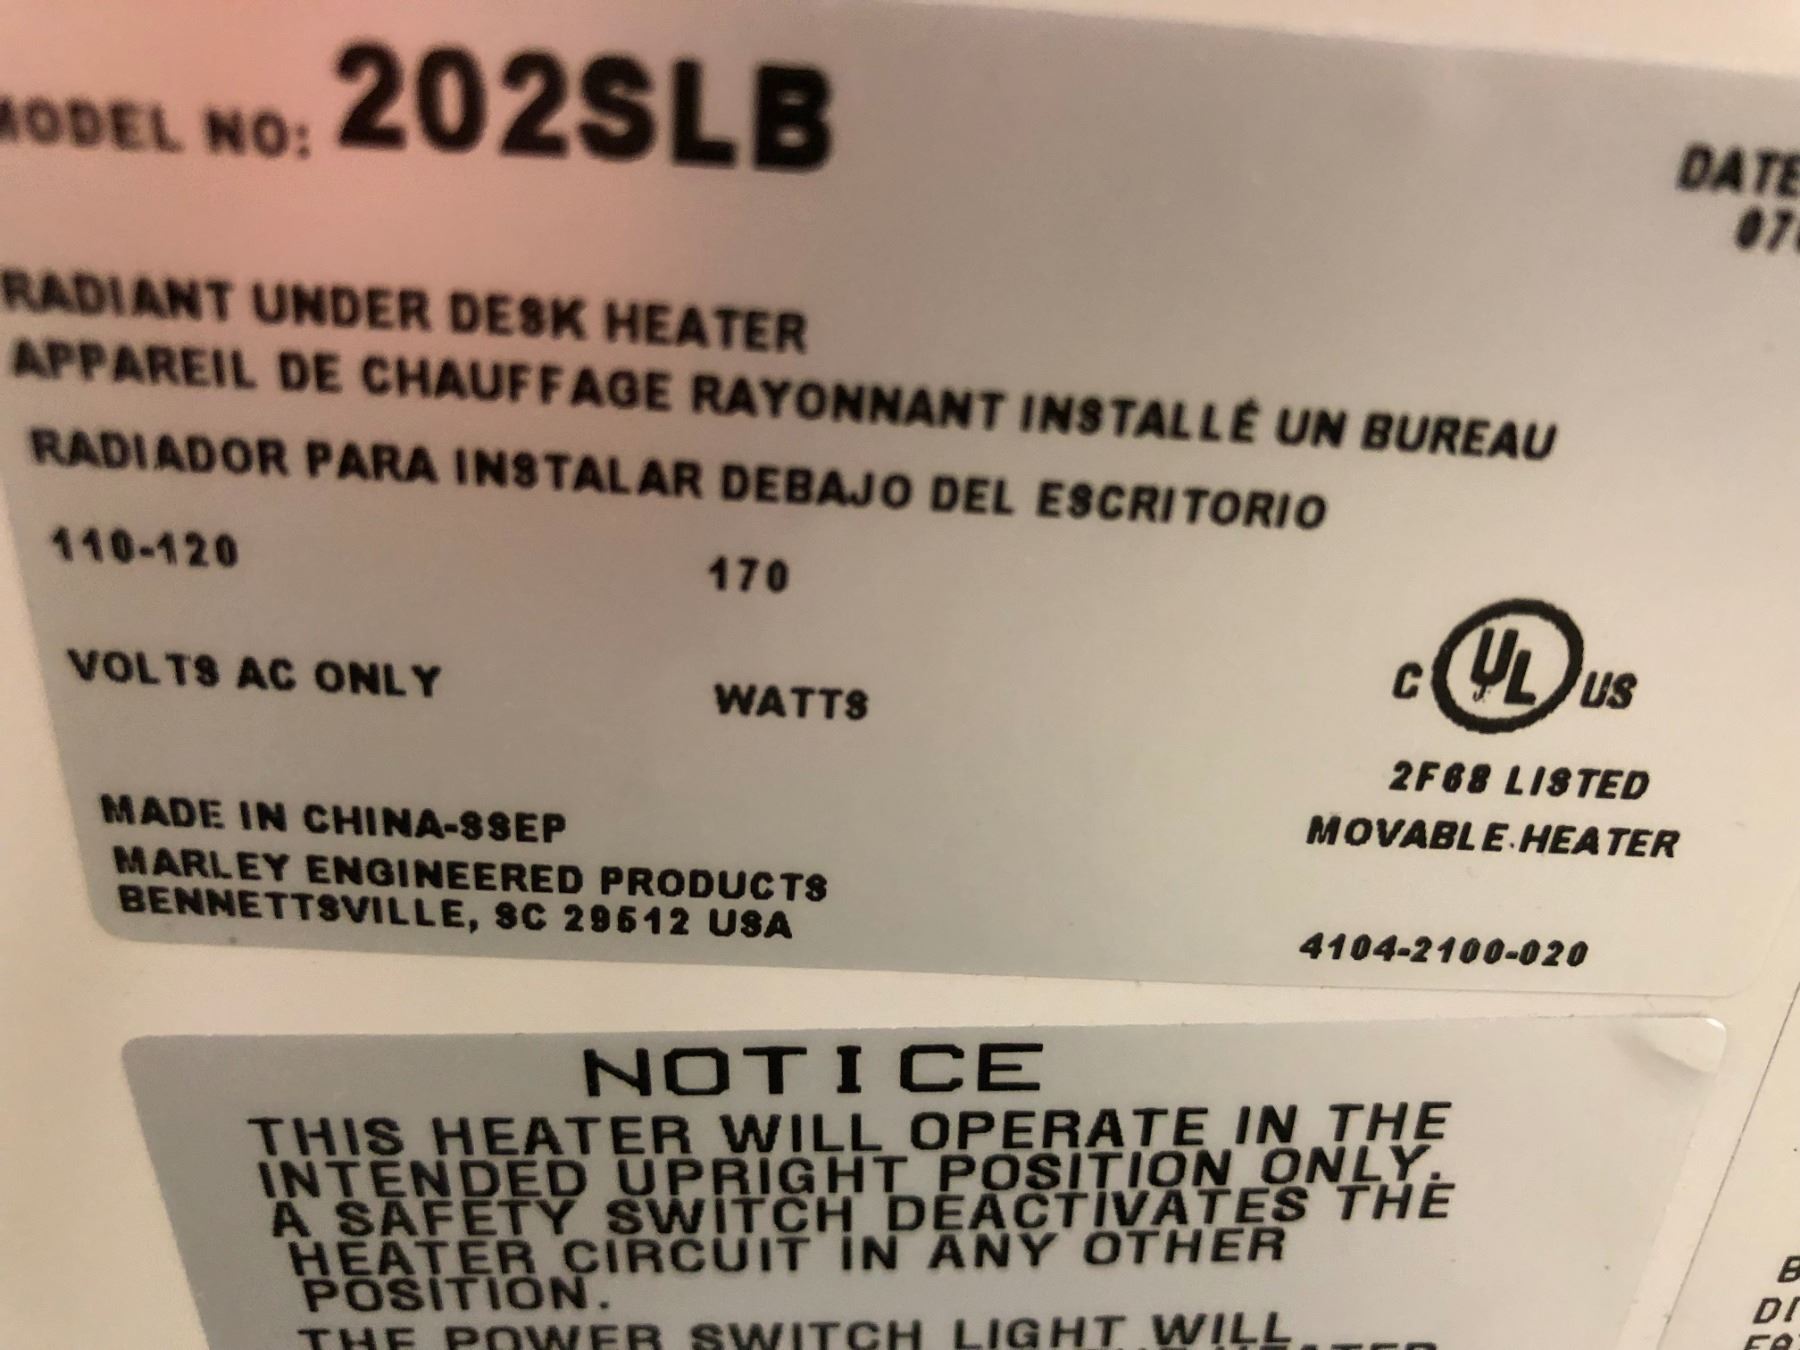 MODEL NO: 202SLB
DATE
RADIANT UNDER DESK HEATER
APPAREIL DE CHAUFFAGE RAYONNANT INSTALLÉ UN BUREAU
RADIADOR PARA INSTALAR DEBAJO DEL ESCRITORIO
110-120 170
VOLTS AC ONLY WATTS
C UL US
2F68 LISTED
MOVABLE HEATER
MADE IN CHINA-SSEP
MARLEY ENGINEERED PRODUCTS
BENNETTSVILLE, SC 29512 USA
4104-2100-020
NOTICE
THIS HEATER WILL OPERATE IN THE
INTENDED UPRIGHT POSITION ONLY.
A SAFETY SWITCH DEACTIVATES THE
HEATER CIRCUIT IN ANY OTHER
POSITION.
THE POWER SWITCH LIGHT WILL